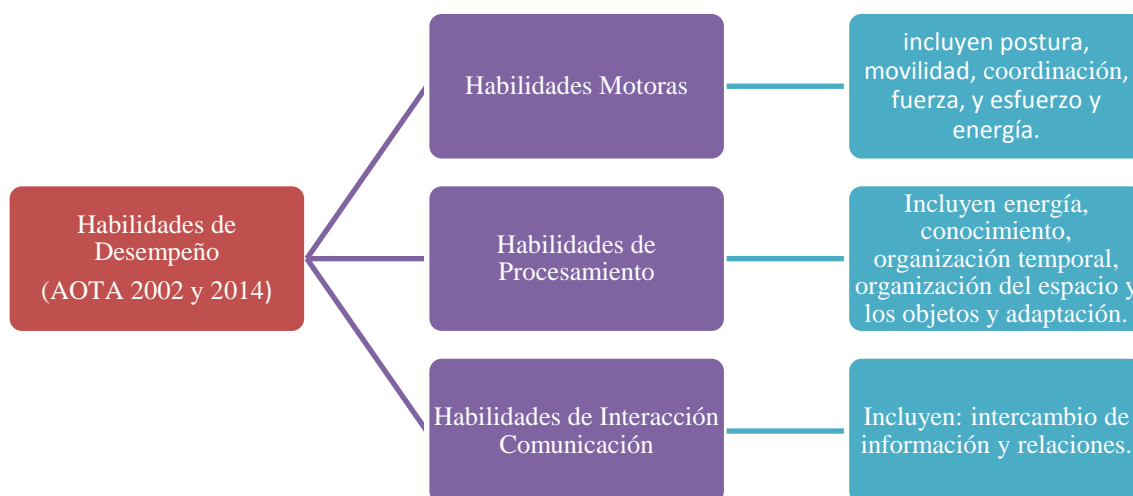 Habilidades de
Desempeño
(AOTA 2002 y 2014)
Habilidades Motoras
incluyen postura,
movilidad, coordinación,
fuerza, y esfuerzo y
energía.
Habilidades de
Procesamiento
Incluyen energía,
conocimiento,
organización temporal,
organización del espacio y
los objetos y adaptación.
Habilidades de Interacción
Comunicación
Incluyen: intercambio de
información y relaciones.